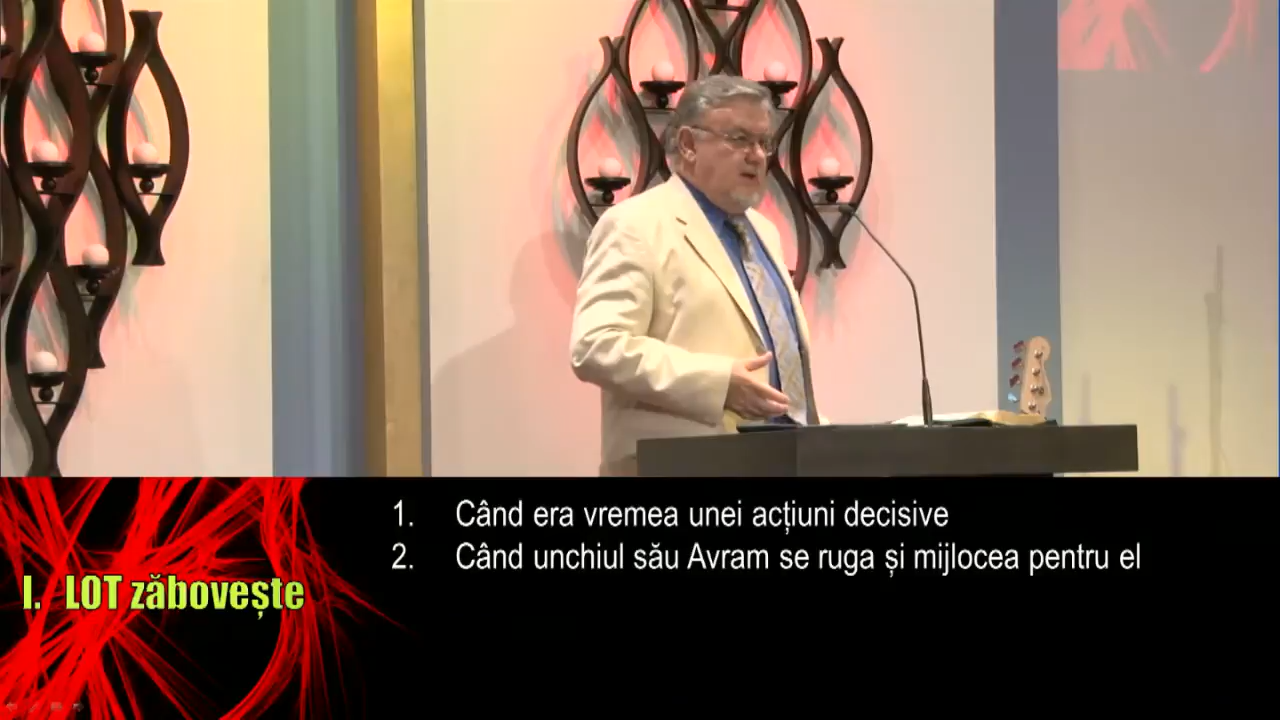 I. LOT zăbovește
1. Când era vremea unei acțiuni decisive
2. Când unchiul său Avram se ruga și mijlocea pentru el